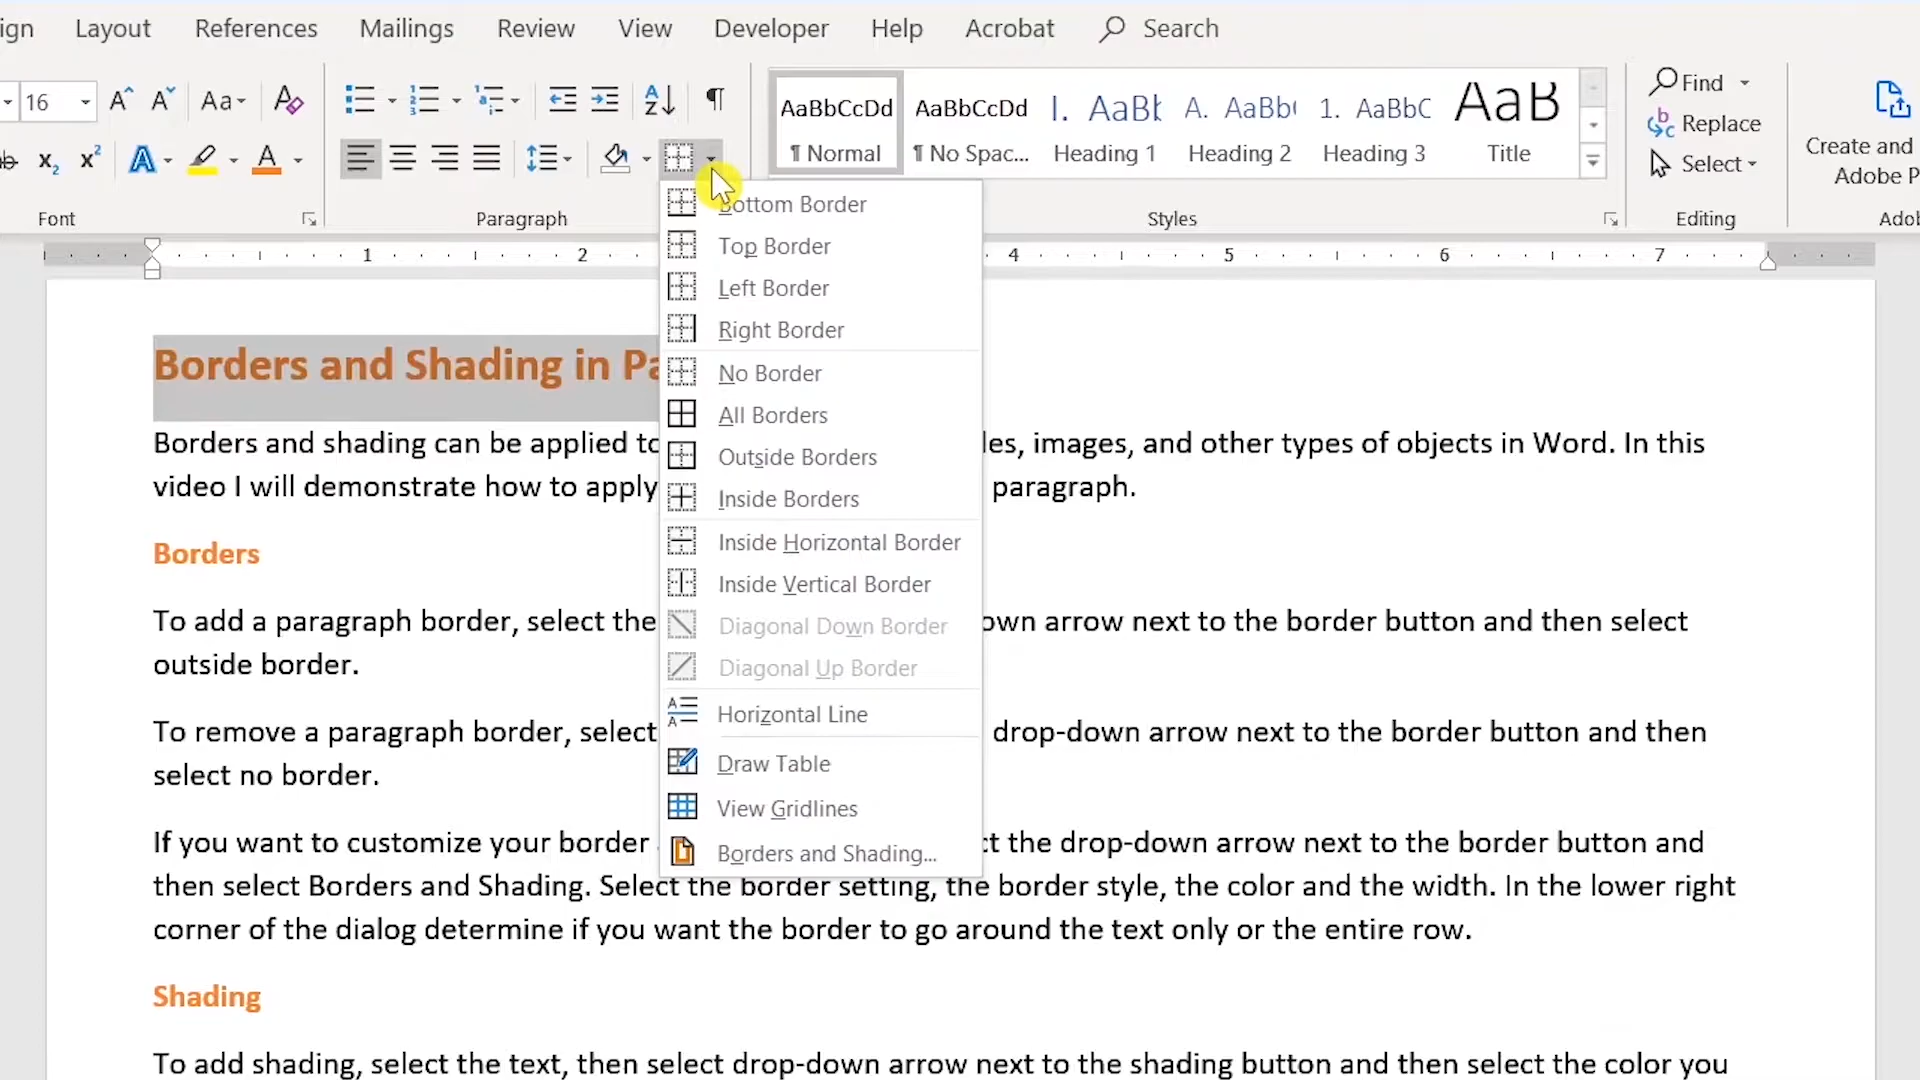 ign Layout References Mailings Review View Developer Help Acrobat Search
16 Aa
AaBbCcDd AaBbCcDd I. AaBb A. AaBb 1. AaBbC AaB
¶ Normal ¶ No Spac... Heading 1 Heading 2 Heading 3 Title
Find
Replace
Select
Create and
Adobe P
Font Paragraph Styles Editing Adob
1 2 4 5 6 7
Bottom Border
Top Border
Left Border
Right Border
No Border
All Borders
Outside Borders
Inside Borders
Inside Horizontal Border
Inside Vertical Border
Diagonal Down Border
Diagonal Up Border
Horizontal Line
Draw Table
View Gridlines
Borders and Shading...
Borders and Shading in Pa
Borders and shading can be applied to les, images, and other types of objects in Word. In this
video I will demonstrate how to apply paragraph.
Borders
To add a paragraph border, select the own arrow next to the border button and then select
outside border.
To remove a paragraph border, select drop-down arrow next to the border button and then
select no border.
If you want to customize your border ct the drop-down arrow next to the border button and
then select Borders and Shading. Select the border setting, the border style, the color and the width. In the lower right
corner of the dialog determine if you want the border to go around the text only or the entire row.
Shading
To add shading, select the text, then select drop-down arrow next to the shading button and then select the color you